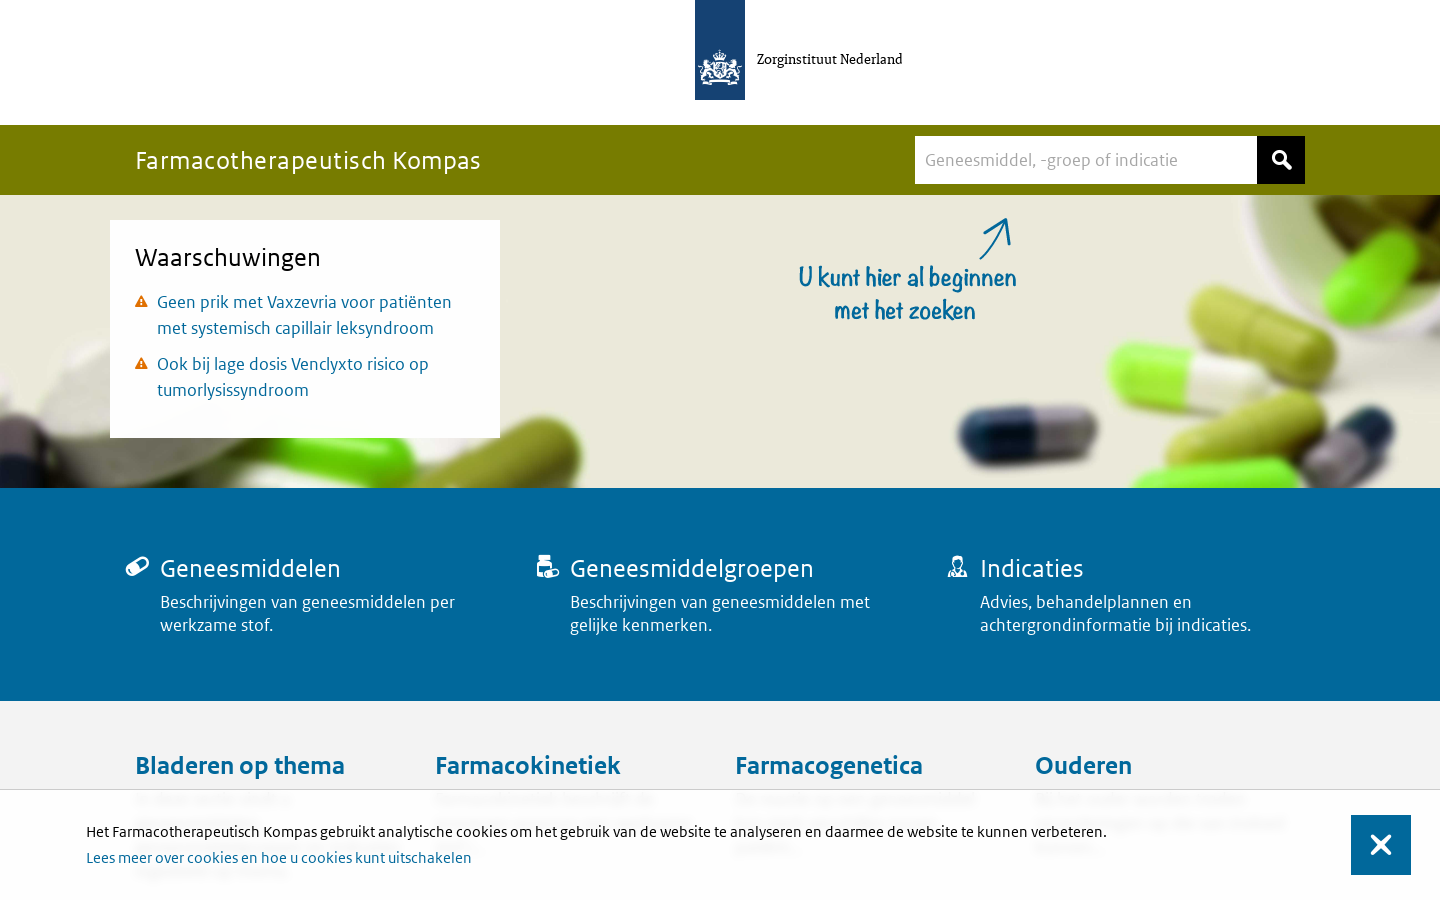 Zorginstituut Nederland
Farmacotherapeutisch Kompas
Geneesmiddel, -groep of indicatie
Waarschuwingen
Geen prik met Vaxzevria voor patiënten
met systemisch capillair leksyndroom
Ook bij lage dosis Venclyxto risico op
tumorlysissyndroom
U kunt hier al beginnen
met het zoeken
Geneesmiddelen
Beschrijvingen van geneesmiddelen per
werkzame stof.
Geneesmiddelgroepen
Beschrijvingen van geneesmiddelen met
gelijke kenmerken.
Indicaties
Advies, behandelplannen en
achtergrondinformatie bij indicaties.
Bladeren op thema
Farmacokinetiek
Farmacogenetica
Ouderen
Het Farmacotherapeutisch Kompas gebruikt analytische cookies om het gebruik van de website te analyseren en daarmee de website te kunnen verbeteren.
Lees meer over cookies en hoe u cookies kunt uitschakelen